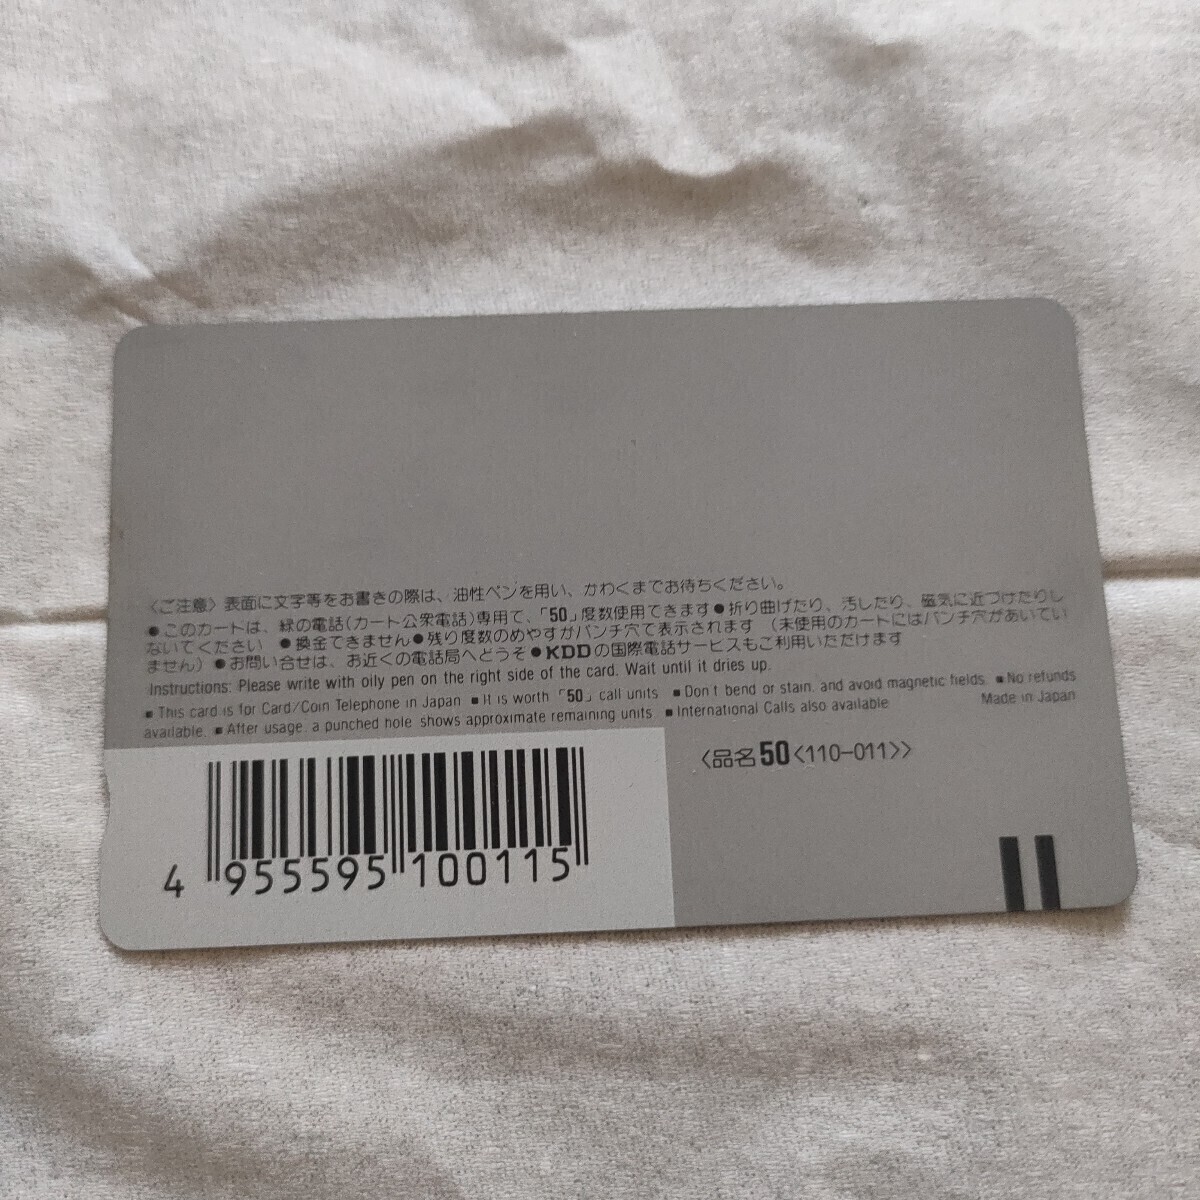 〈ご注意〉表面に文字等をお書きの際は、油性ペンを用い、かわくまでお待ちください。
●このカードは、緑の電話(カード公衆電話)専用で、「50」度数使用できます●折り曲げたり、汚したり、磁気に近づけたりし
ないでください ●換金できません●残り度数のめやすがパンチ穴で表示されます (未使用のカードにはパンチ穴があいてい
ません)●お問い合せは、お近くの電話局へどうぞ●KDDの国際電話サービスもご利用いただけます
Instructions: Please write with oily pen on the right side of the card. Wait until it dries up.
■This card is for Card/Coin Telephone in Japan ■It is worth「50」call units ■Don't bend or stain, and avoid magnetic fields. ■No refunds
available. ■After usage, a punched hole shows approximate remaining units. ■International Calls also available
Made in Japan
〈品名50〈110-011〉〉
4 955595 100115